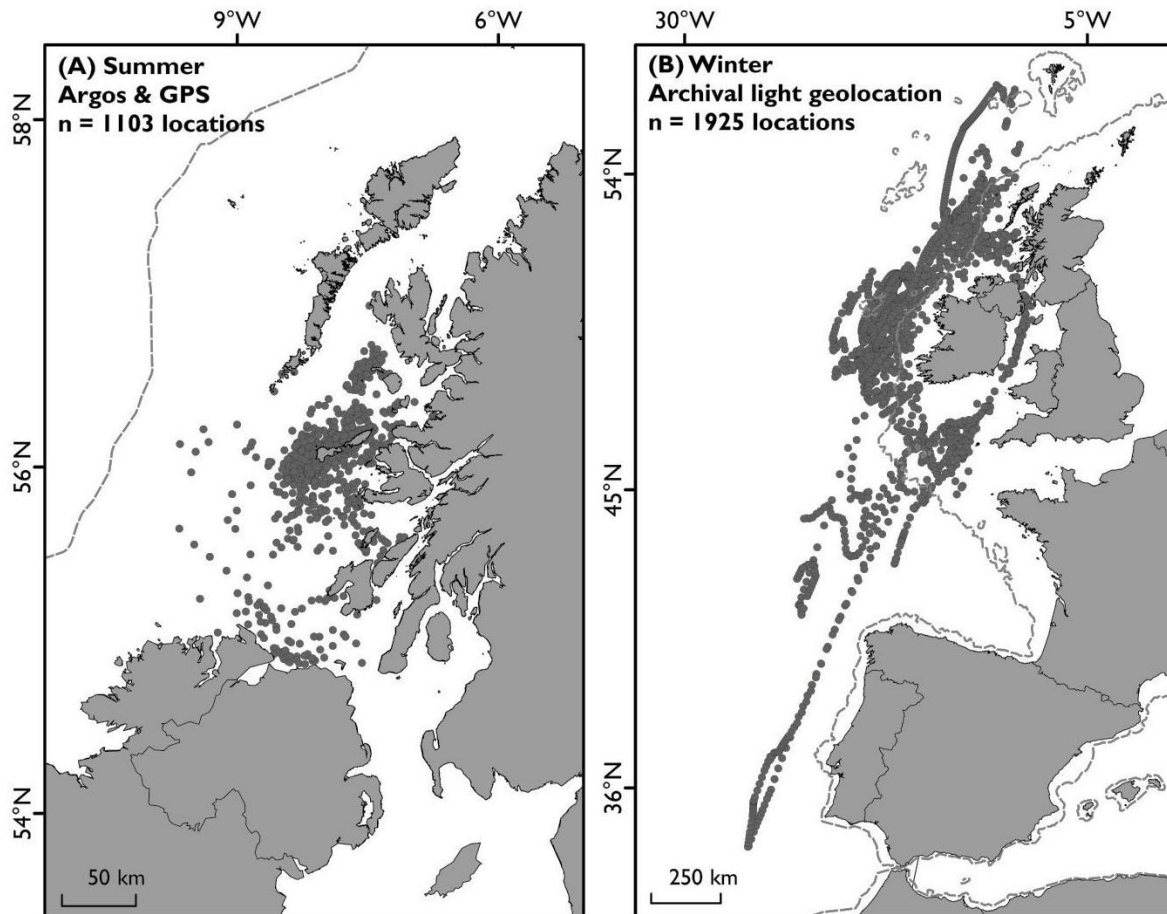 9°W
6°W
(A) Summer
Argos & GPS
n = 1103 locations
58°N
56°N
54°N
50 km
30°W
5°W
(B) Winter
Archival light geolocation
n = 1925 locations
54°N
45°N
36°N
250 km